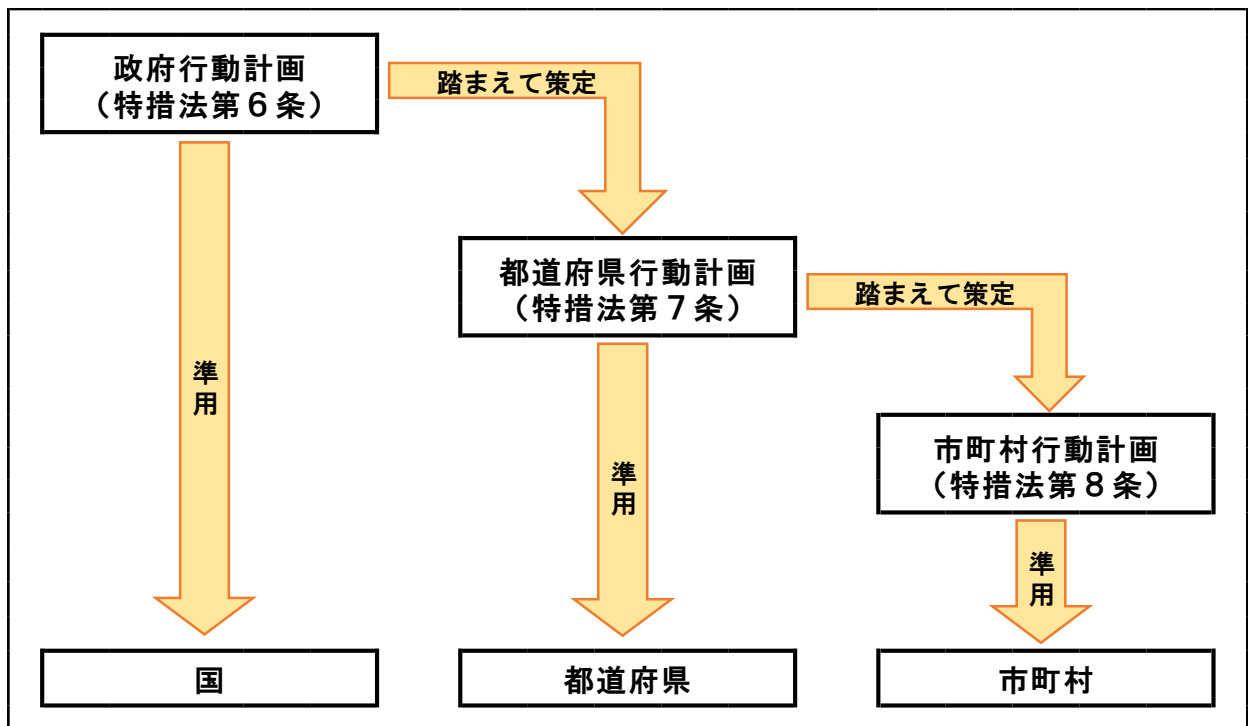 政府行動計画
（特措法第６条）
踏まえて策定
都道府県行動計画
（特措法第７条）
踏まえて策定
市町村行動計画
（特措法第８条）
準用
準用
準用
国
都道府県
市町村